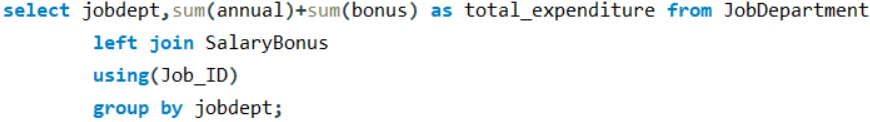 select jobdept,sum(annual)+sum(bonus) as total_expenditure from JobDepartment
left join SalaryBonus
using(Job_ID)
group by jobdept;